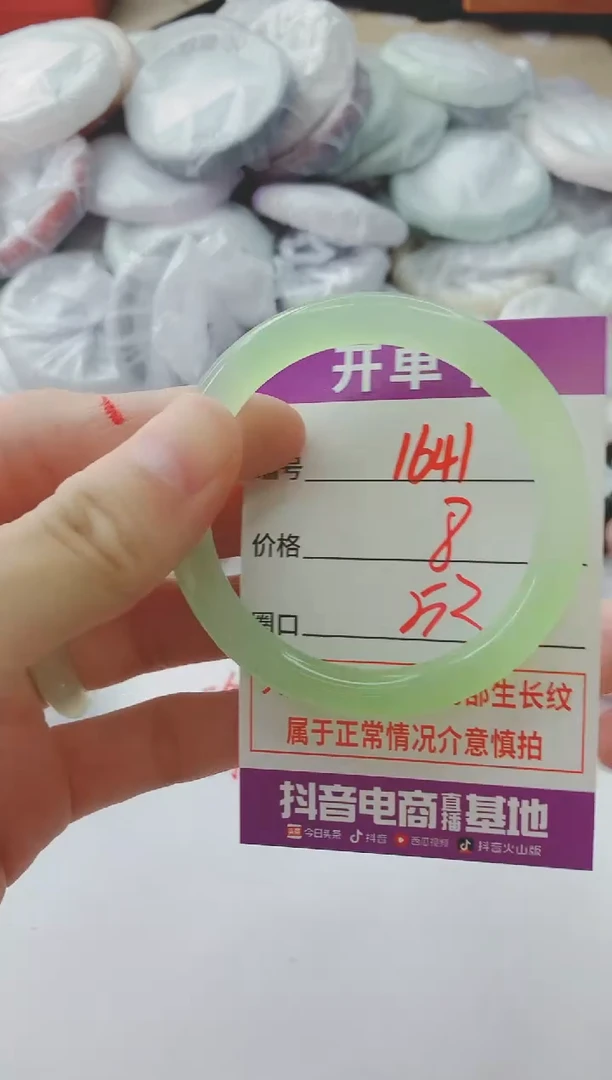 开单
编号 1641
价格 8
圈口 52
部生长纹
属于正常情况介意慎拍
抖音电商直播基地
今日头条 抖音 西瓜视频 抖音火山版